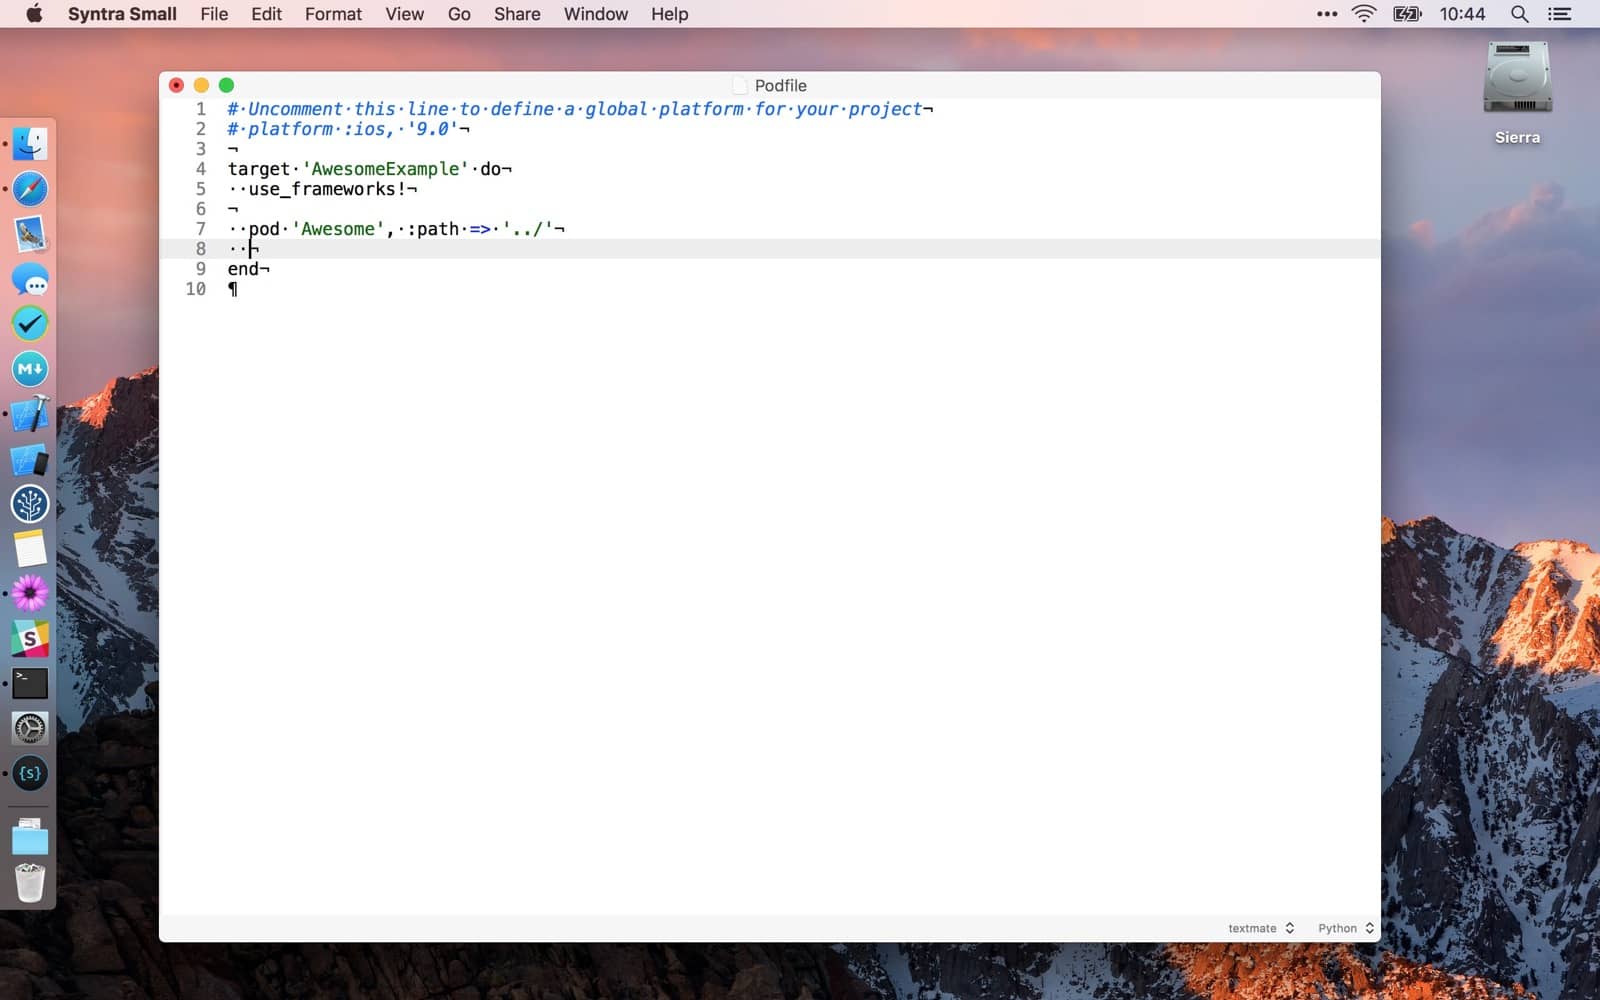 Syntra Small File Edit Format View Go Share Window Help 10:44
Sierra
Podfile
1 #·Uncomment·this·line·to·define·a·global·platform·for·your·project¬
2 #·platform·:ios,·'9.0'¬
3 ¬
4 target·'AwesomeExample'·do¬
5 ··use_frameworks!¬
6 ¬
7 ··pod·'Awesome',·:path·=>·'../'¬
8 ··¬
9 end¬
10 ¶
M↓
S
>_
{s}
textmate Python